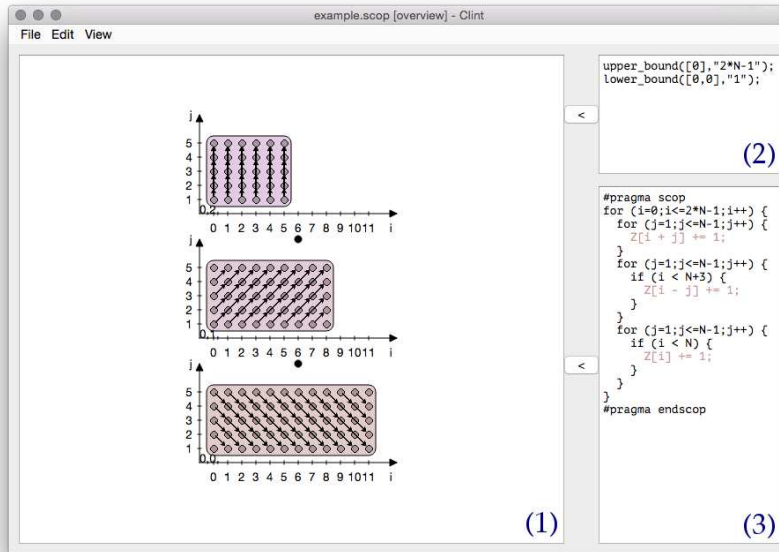 example.scop [overview] - Clint
File Edit View
j
5
4
3
2
1
0,2
0 1 2 3 4 5 6 7 8 9 10 11 i
j
5
4
3
2
1
0 1 2 3 4 5 6 7 8 9 10 11 i
j
5
4
3
2
1
0,0
0 1 2 3 4 5 6 7 8 9 10 11 i
(1)
<
upper_bound([0],"2*N-1");
lower_bound([0,0],"1");
(2)
<
#pragma scop
for (i=0;i<=2*N-1;i++) {
for (j=1;j<=N-1;j++) {
Z[i + j] += 1;
}
for (j=1;j<=N-1;j++) {
if (i < N+3) {
Z[i - j] += 1;
}
}
for (j=1;j<=N-1;j++) {
if (i < N) {
Z[i] += 1;
}
}
}
#pragma endscop
(3)